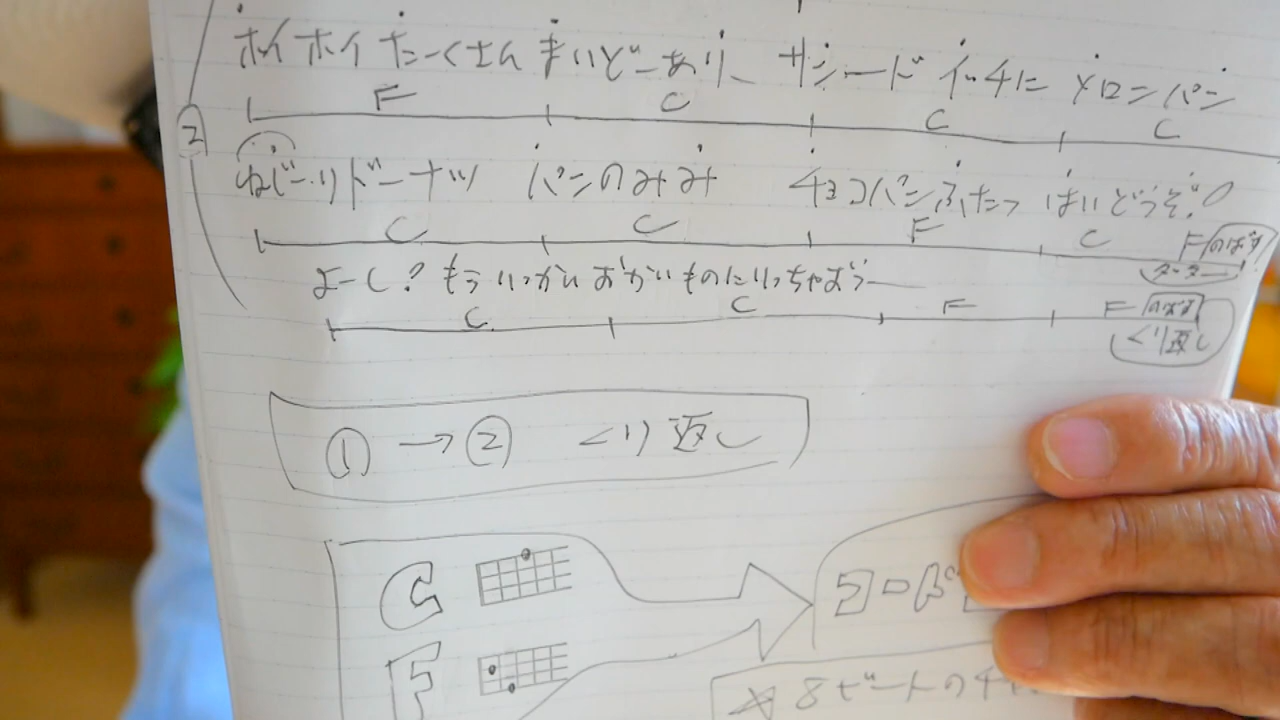 ホイホイ たーくさん まいどーあり サンード イッチに メロンパン
F C C C
②
ねじーりドーナツ パンのみみ チョコパンふたつ はいどうぞ。
C C F C Fのばす
よーし？もういっかいおかいものにいっちゃおうー
C C F Fのばす
くり返し
①→② くり返し
C
F
8ビートの